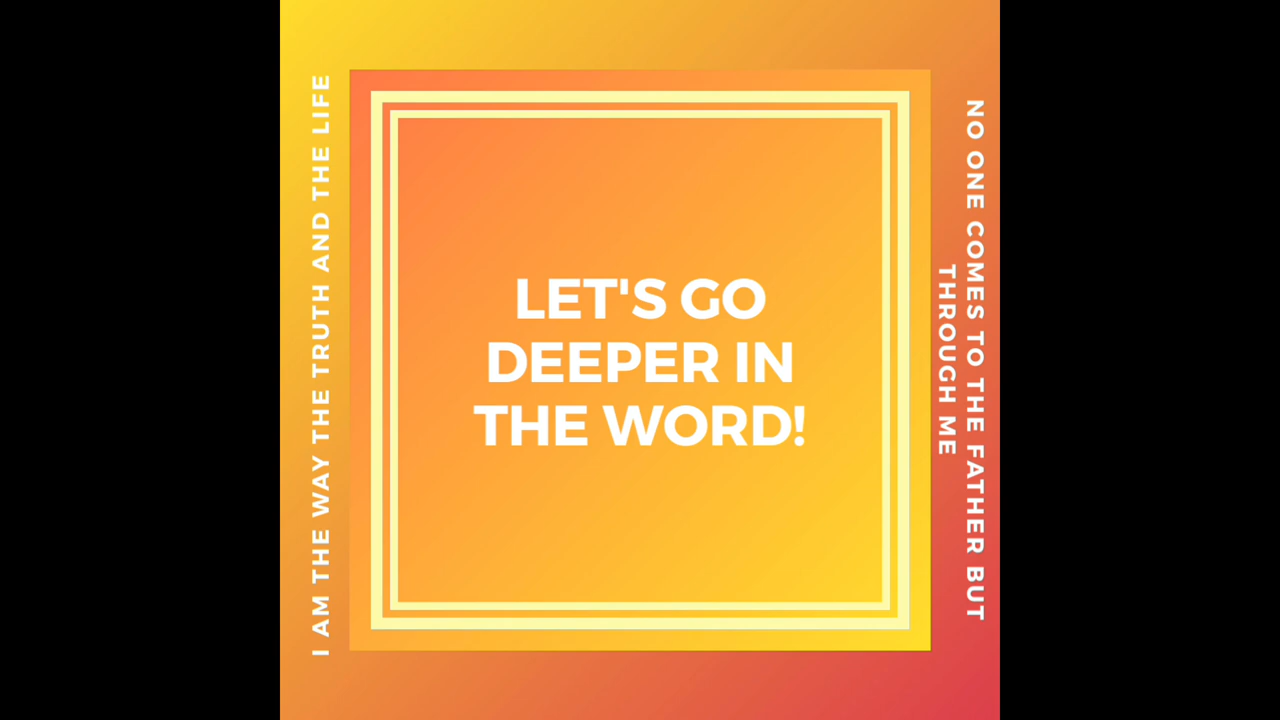 I AM THE WAY THE TRUTH AND THE LIFE
LET'S GO
DEEPER IN
THE WORD!
NO ONE COMES TO THE FATHER BUT
THROUGH ME